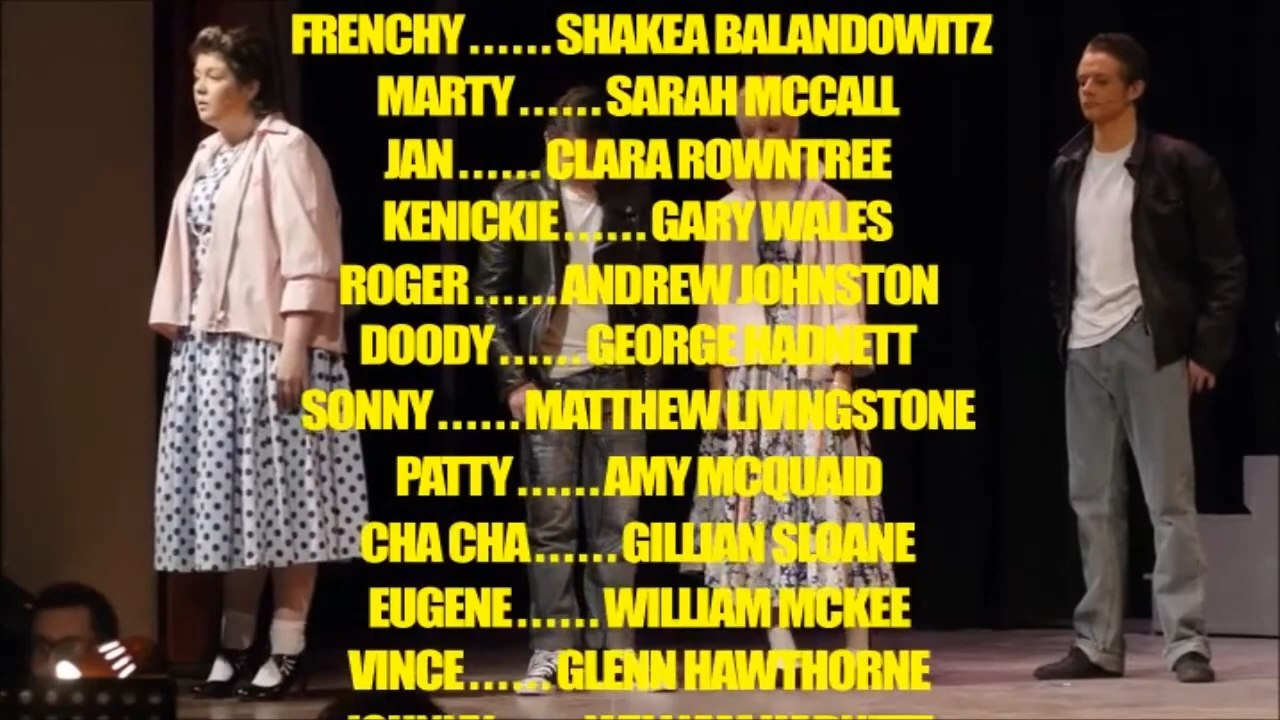 FRENCHY......SHAKEA BALANDOWITZ
MARTY......SARAH MCCALL
JAN......CLARA ROWNTREE
KENICKIE......GARY WALES
ROGER......ANDREW JOHNSTON
DOODY......GEORGE HADNETT
SONNY......MATTHEW LIVINGSTONE
PATTY......AMY MCQUAID
CHA CHA......GILLIAN SLOANE
EUGENE......WILLIAM MCKEE
VINCE......GLENN HAWTHORNE